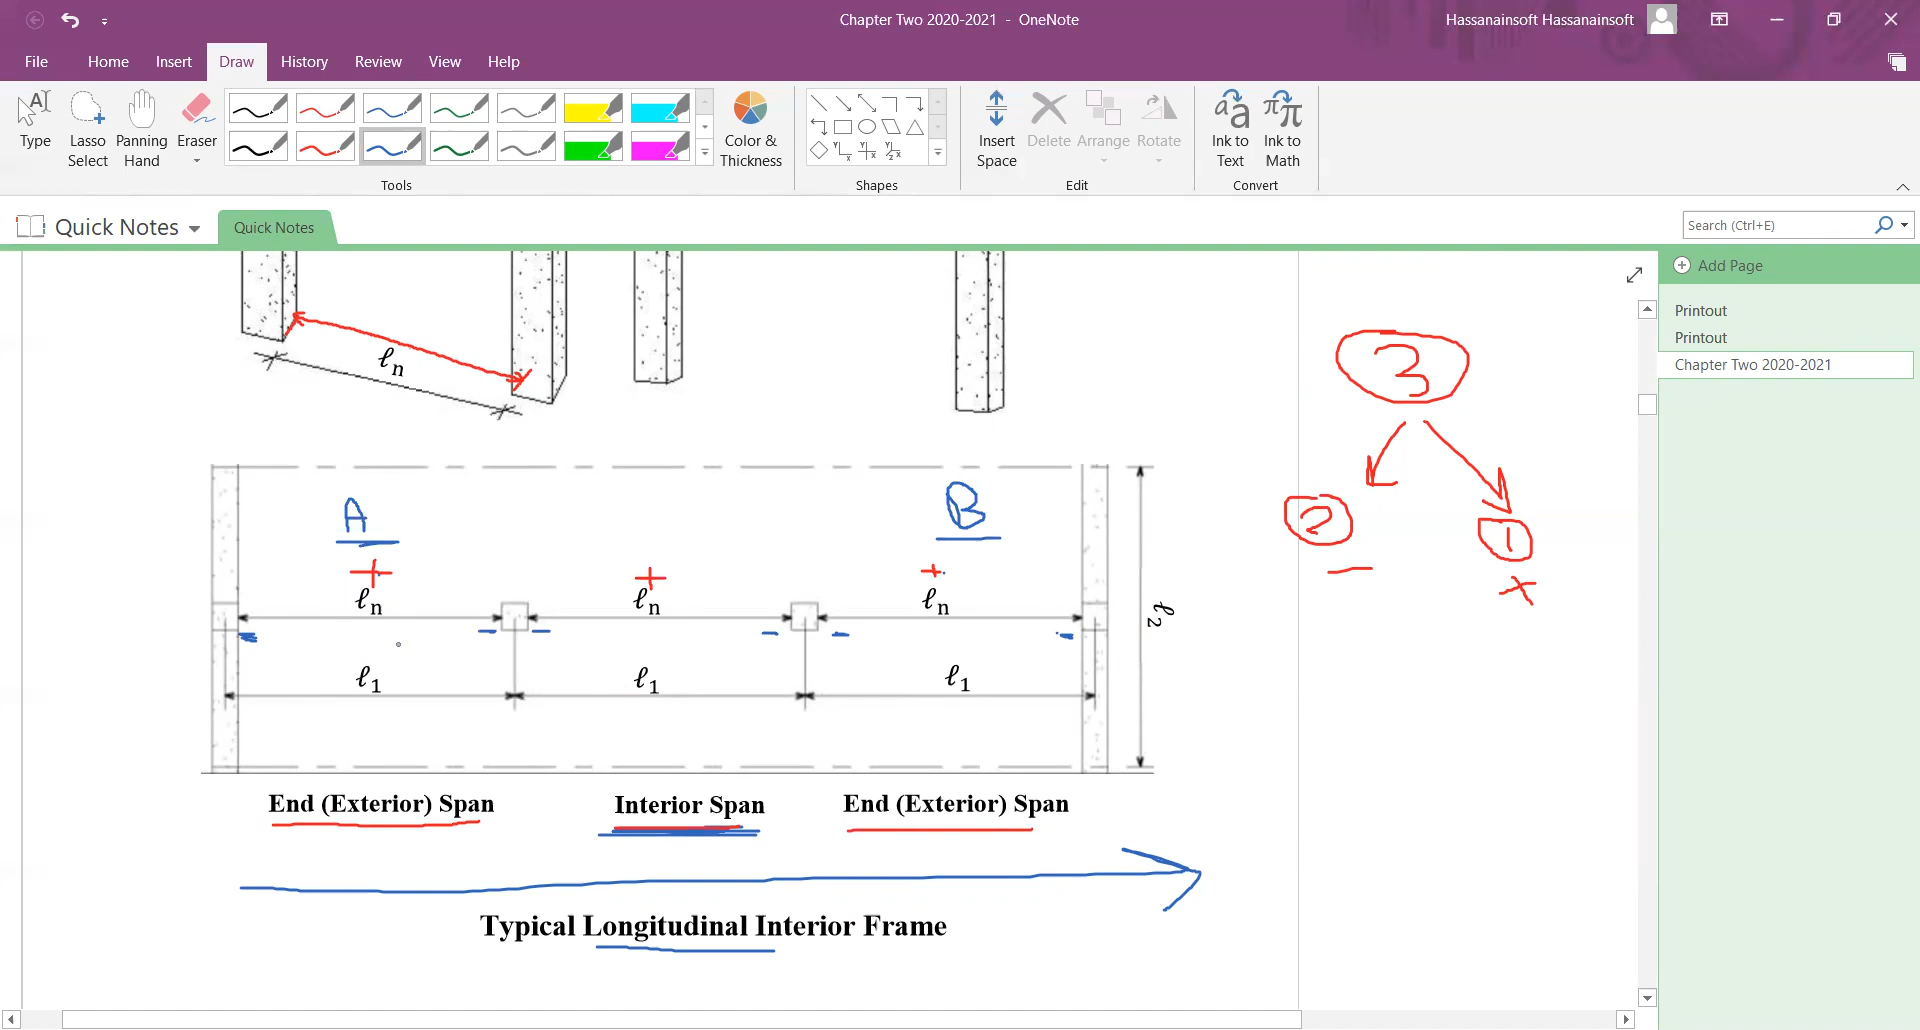 Chapter Two 2020-2021 - OneNote
Hassanainsoft Hassanainsoft
File Home Insert Draw History Review View Help
Type
Lasso Select
Panning Hand
Eraser
Color & Thickness
Insert Space
Delete
Arrange
Rotate
Ink to Text
Ink to Math
Tools
Shapes
Edit
Convert
Quick Notes
Quick Notes
Search (Ctrl+E)
Add Page
Printout
Printout
Chapter Two 2020-2021
ℓn
3
2
1
×
A
B
+ + +
ℓn ℓn ℓn
ℓ2
ℓ1 ℓ1 ℓ1
End (Exterior) Span Interior Span End (Exterior) Span
Typical Longitudinal Interior Frame